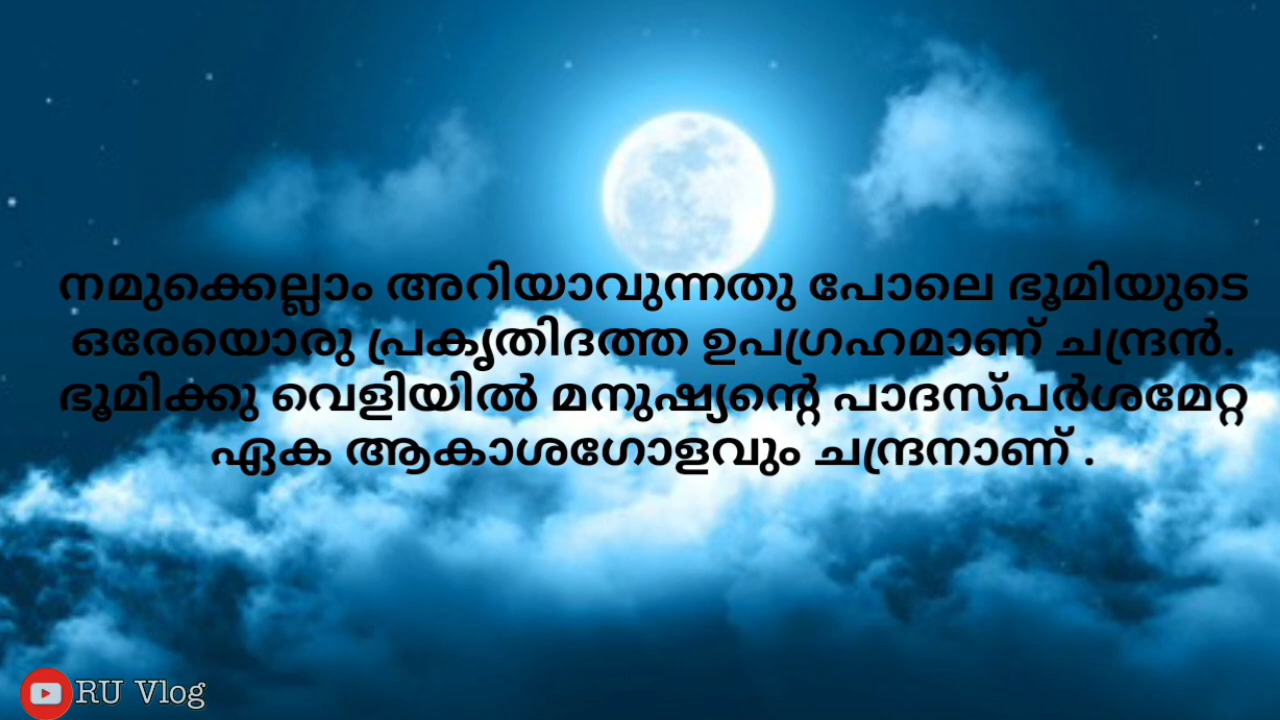 നമുക്കെല്ലാം അറിയാവുന്നതു പോലെ ഭൂമിയുടെ
ഒരേയൊരു പ്രകൃതിദത്ത ഉപഗ്രഹമാണ് ചന്ദ്രൻ.
ഭൂമിക്കു വെളിയിൽ മനുഷ്യന്റെ പാദസ്പർശമേറ്റ
ഏക ആകാശഗോളവും ചന്ദ്രനാണ് .
RU Vlog